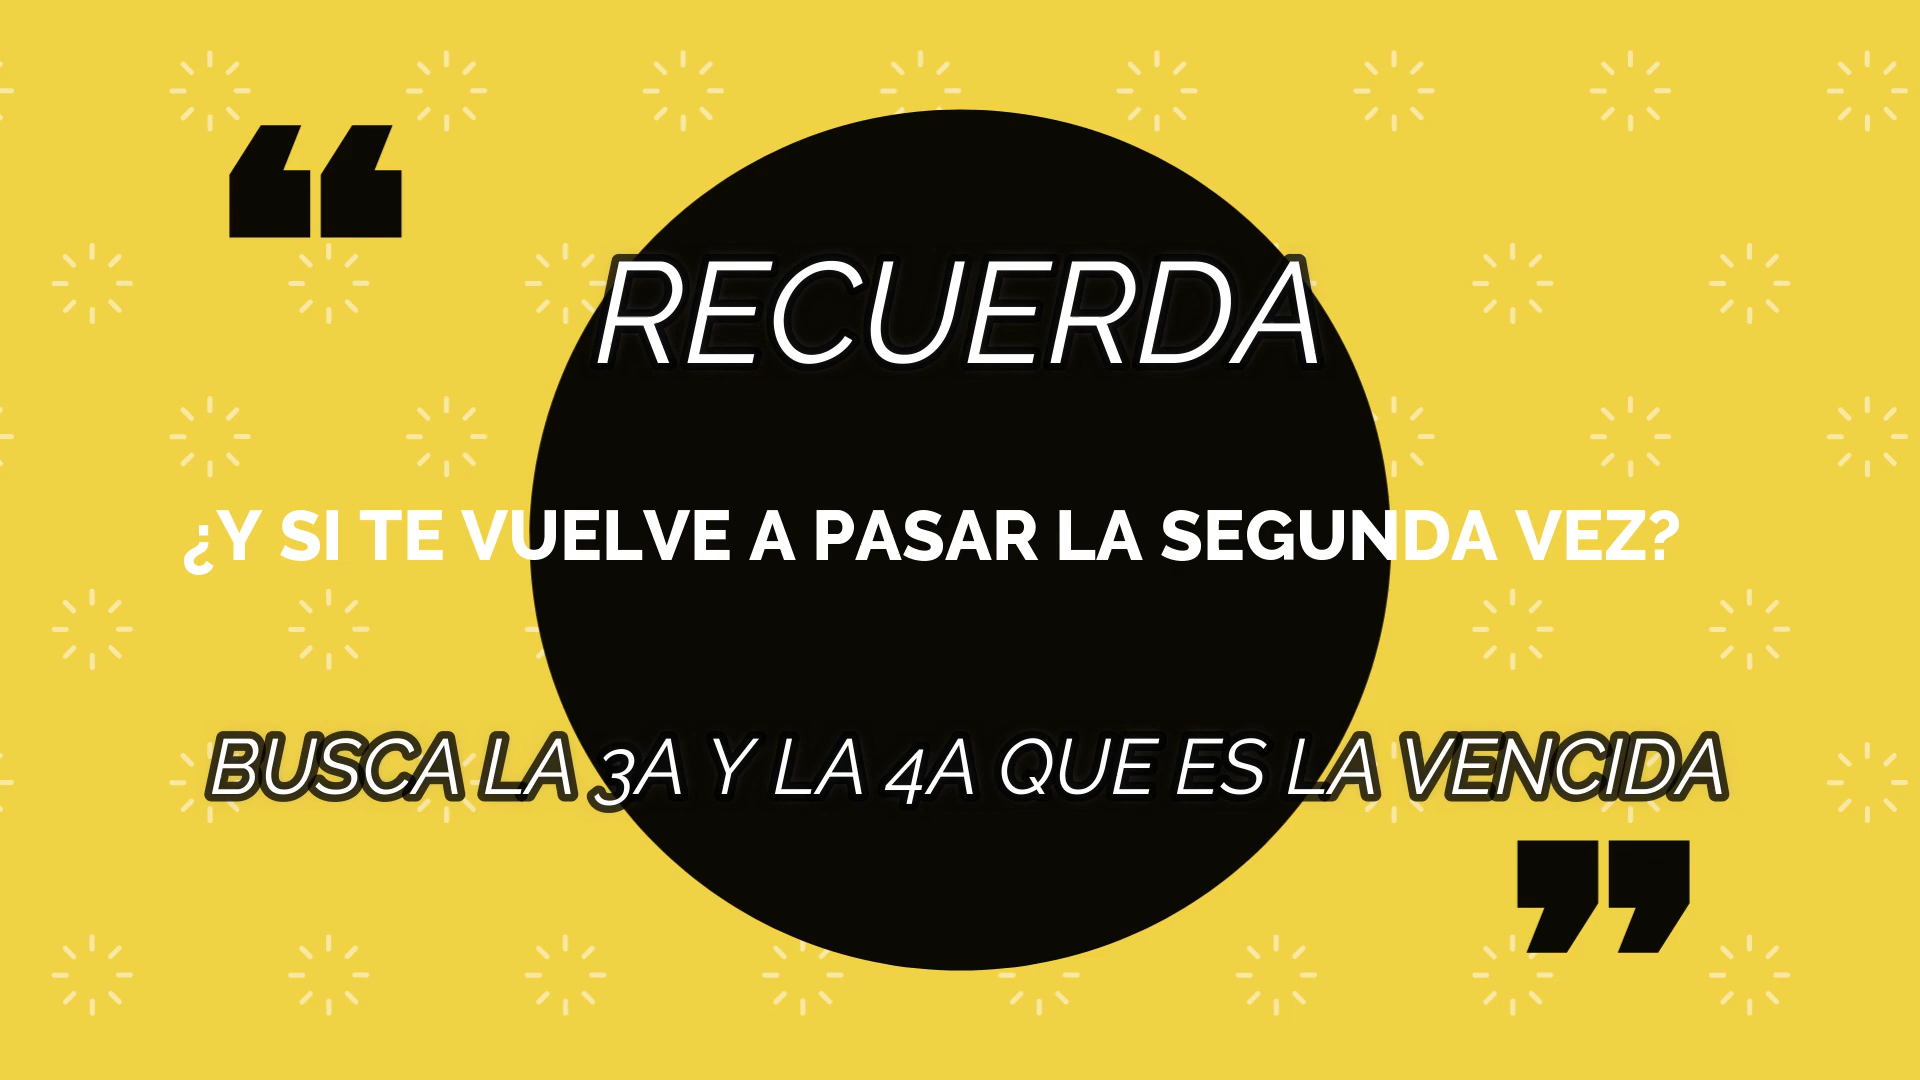 “
RECUERDA
¿Y SI TE VUELVE A PASAR LA SEGUNDA VEZ?
BUSCA LA 3A Y LA 4A QUE ES LA VENCIDA
”